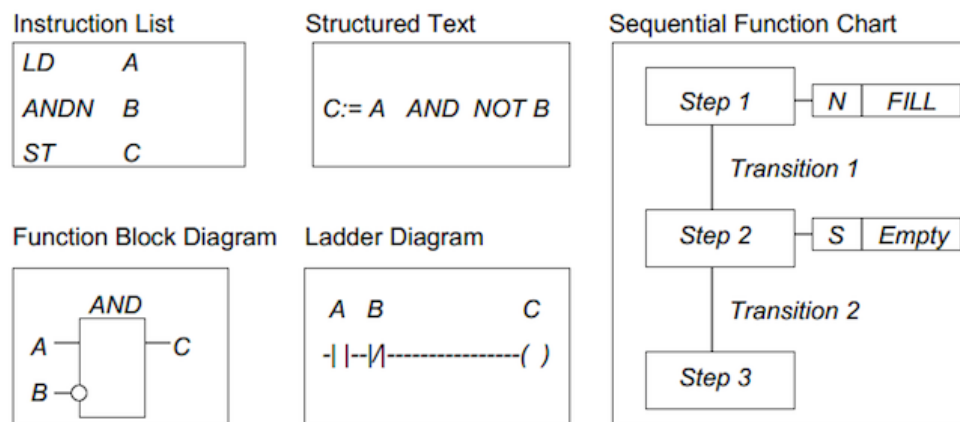 Instruction List
LD A
ANDN B
ST C
Structured Text
C:= A AND NOT B
Sequential Function Chart
Step 1 N FILL
Transition 1
Step 2 S Empty
Transition 2
Step 3
Function Block Diagram
AND
A C
B
Ladder Diagram
A B C
-| |--|/|----------------( )